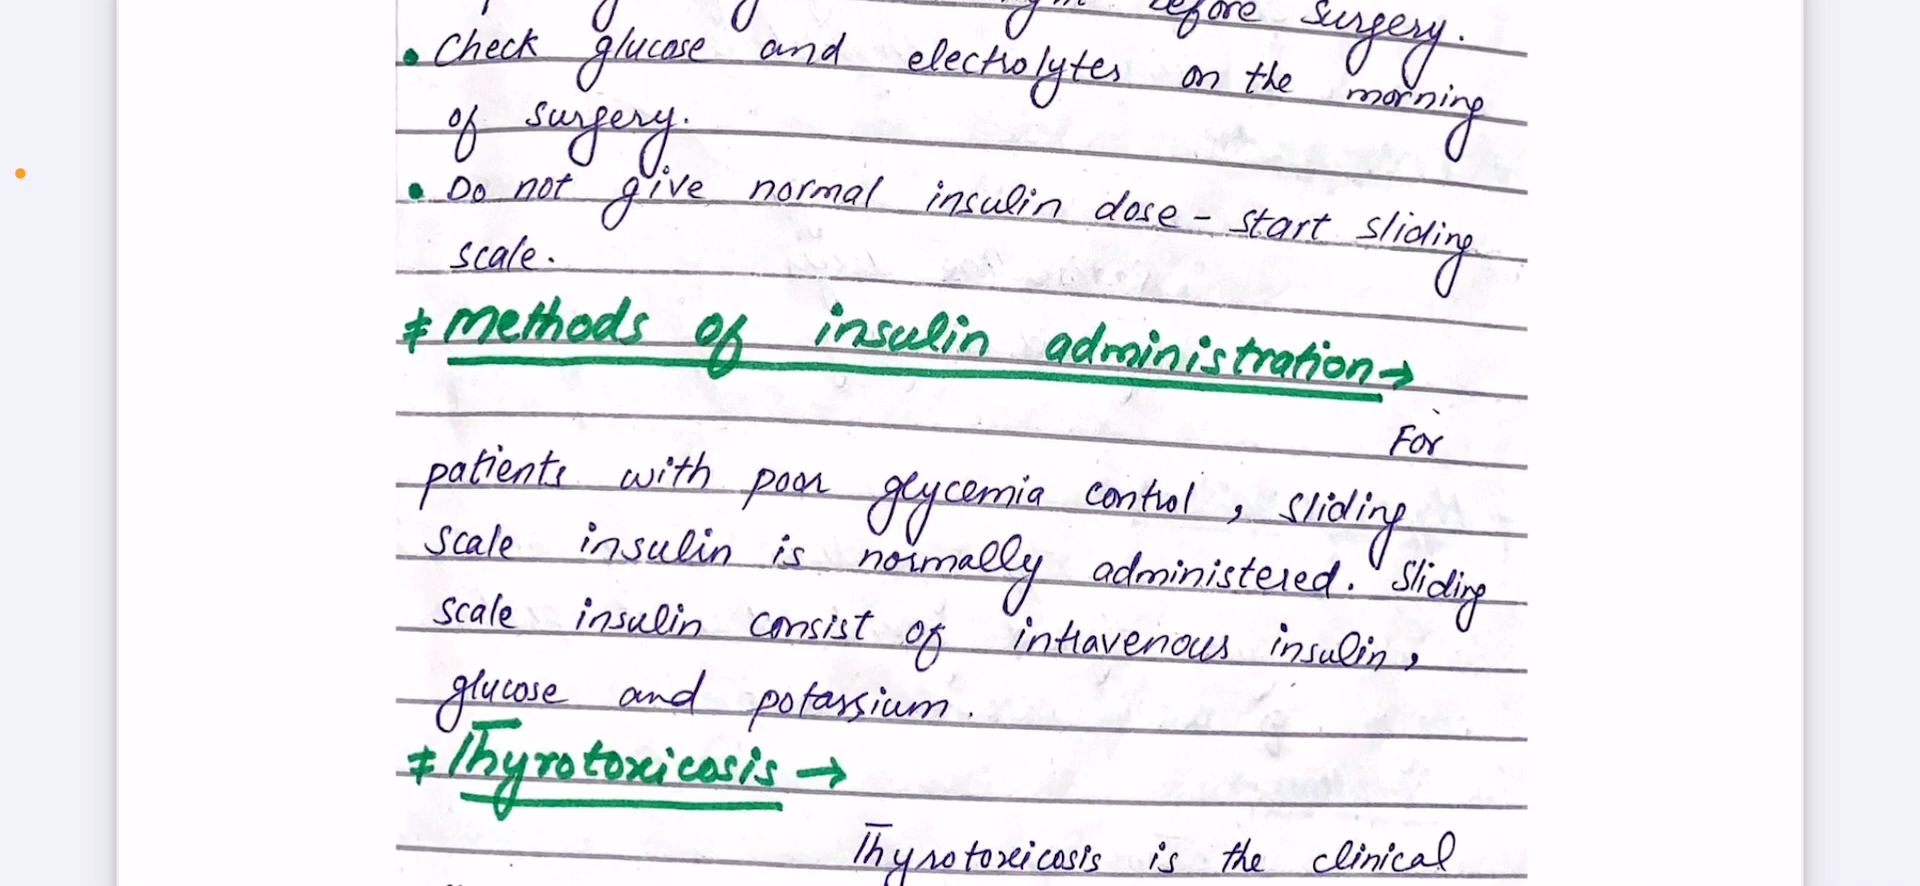 before surgery.
• Check glucose and electrolytes on the morning
of surgery.
• Do not give normal insulin dose - start sliding
scale.
* methods of insulin administration →
For
patients with poor glycemia control, sliding
scale insulin is normally administered. Sliding
scale insulin consist of intravenous insulin,
glucose and potassium.
* Thyrotoxicosis →
Thyrotoxicosis is the clinical